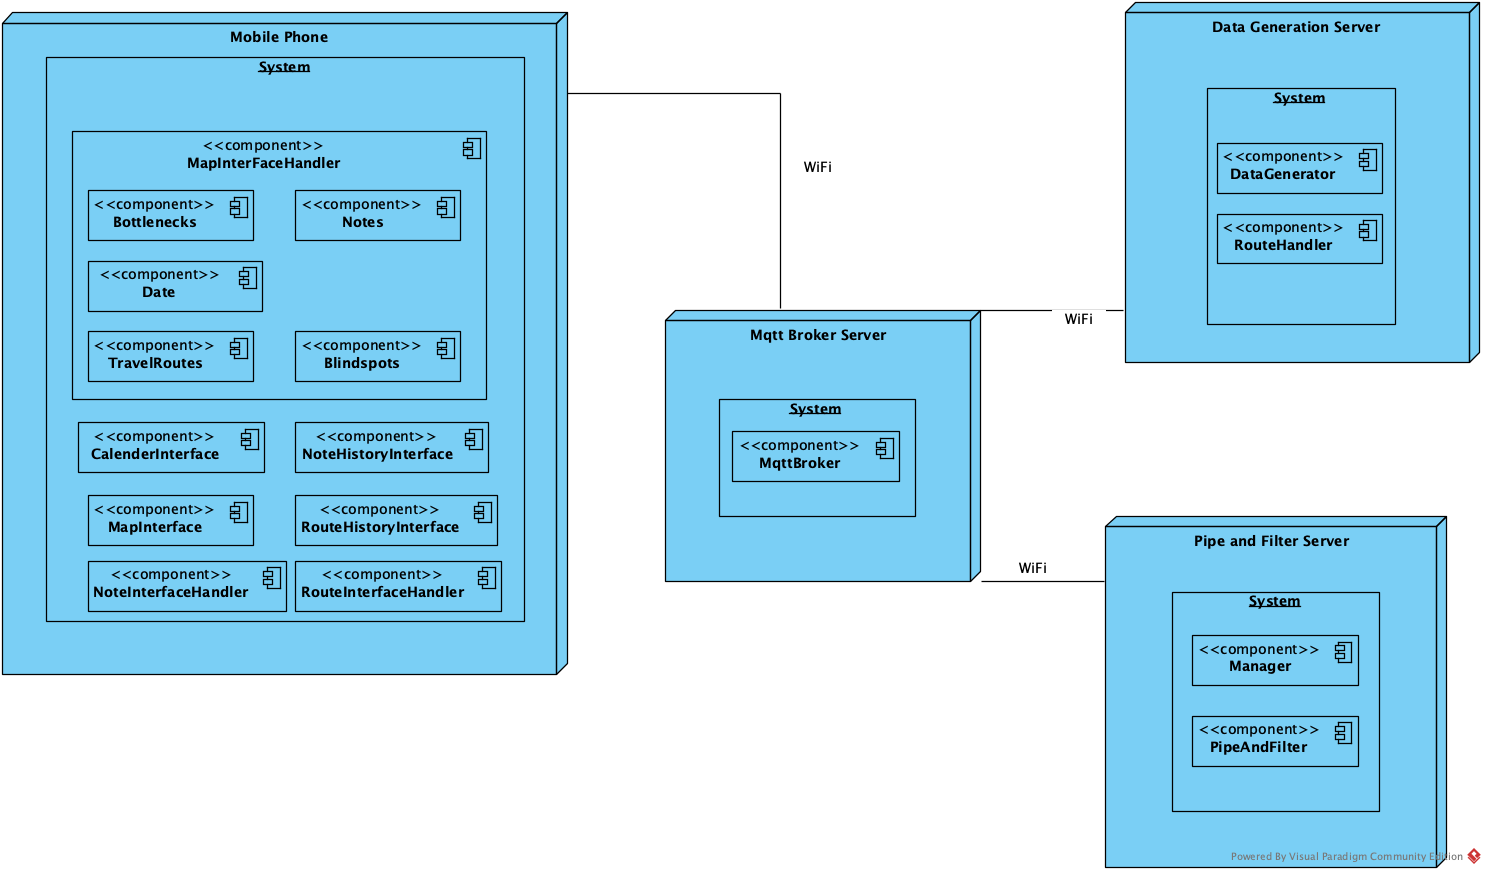 Mobile Phone
System
<<component>>
MapInterFaceHandler
<<component>>
Bottlenecks
<<component>>
Notes
<<component>>
Date
<<component>>
TravelRoutes
<<component>>
Blindspots
<<component>>
CalenderInterface
<<component>>
NoteHistoryInterface
<<component>>
MapInterface
<<component>>
RouteHistoryInterface
<<component>>
NoteInterfaceHandler
<<component>>
RouteInterfaceHandler
WiFi
Mqtt Broker Server
System
<<component>>
MqttBroker
WiFi
Data Generation Server
System
<<component>>
DataGenerator
<<component>>
RouteHandler
WiFi
Pipe and Filter Server
System
<<component>>
Manager
<<component>>
PipeAndFilter
Powered By Visual Paradigm Community Edition